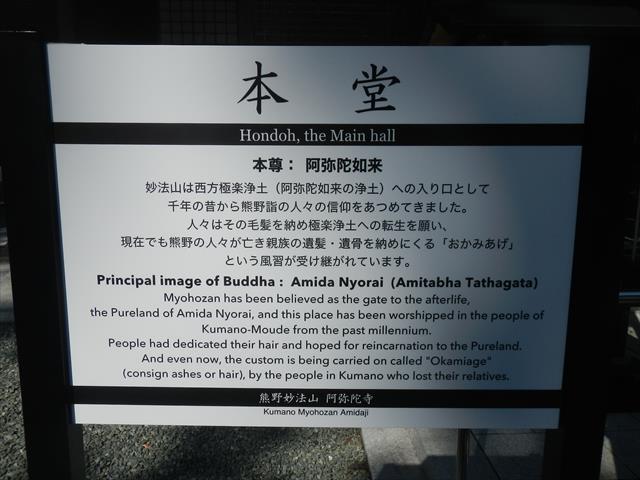 本堂
Hondoh, the Main hall
本尊： 阿弥陀如来
妙法山は西方極楽浄土（阿弥陀如来の浄土）への入り口として
千年の昔から熊野詣の人々の信仰をあつめてきました。
人々はその毛髪を納め極楽浄土への転生を願い、
現在でも熊野の人々が亡き親族の遺髪・遺骨を納めにくる「おかみあげ」
という風習が受け継がれています。
Principal image of Buddha : Amida Nyorai (Amitabha Tathagata)
Myohozan has been believed as the gate to the afterlife,
the Pureland of Amida Nyorai, and this place has been worshipped in the people of
Kumano-Moude from the past millennium.
People had dedicated their hair and hoped for reincarnation to the Pureland.
And even now, the custom is being carried on called "Okamiage"
(consign ashes or hair), by the people in Kumano who lost their relatives.
熊野妙法山 阿弥陀寺
Kumano Myohozan Amidaji